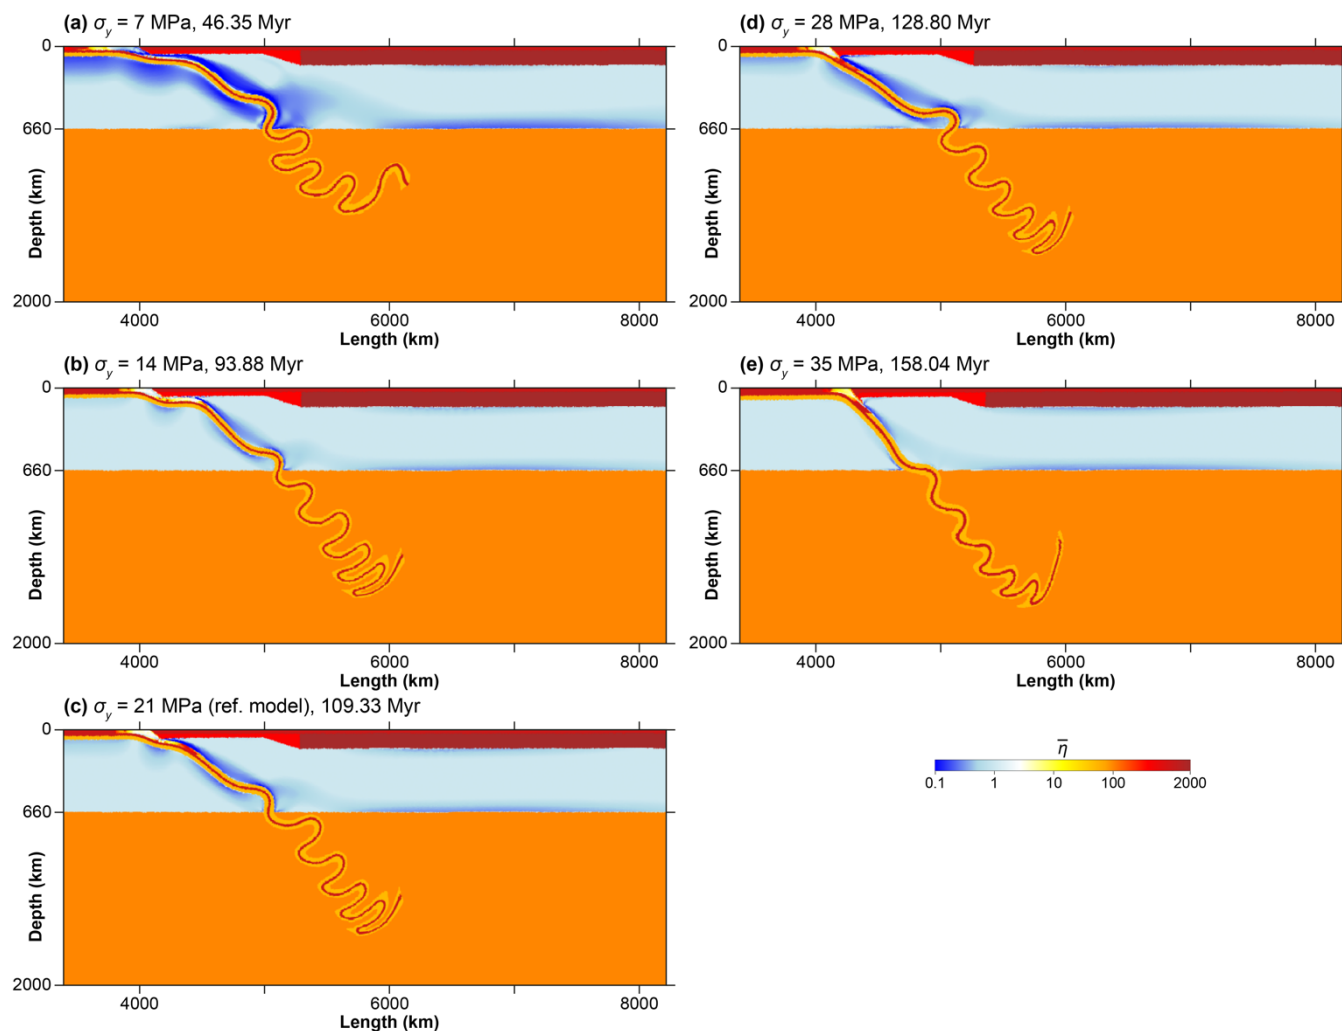 (a) σy = 7 MPa, 46.35 Myr
0
660
2000
Depth (km)
4000 6000 8000
Length (km)
(b) σy = 14 MPa, 93.88 Myr
0
660
2000
Depth (km)
4000 6000 8000
Length (km)
(c) σy = 21 MPa (ref. model), 109.33 Myr
0
660
2000
Depth (km)
4000 6000 8000
Length (km)
(d) σy = 28 MPa, 128.80 Myr
0
660
2000
Depth (km)
4000 6000 8000
Length (km)
(e) σy = 35 MPa, 158.04 Myr
0
660
2000
Depth (km)
4000 6000 8000
Length (km)
η̅
0.1 1 10 100 2000